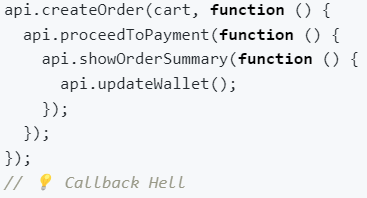 api.createOrder(cart, function () {
  api.proceedToPayment(function () {
    api.showOrderSummary(function () {
      api.updateWallet();
    });
  });
});
// 💡 Callback Hell